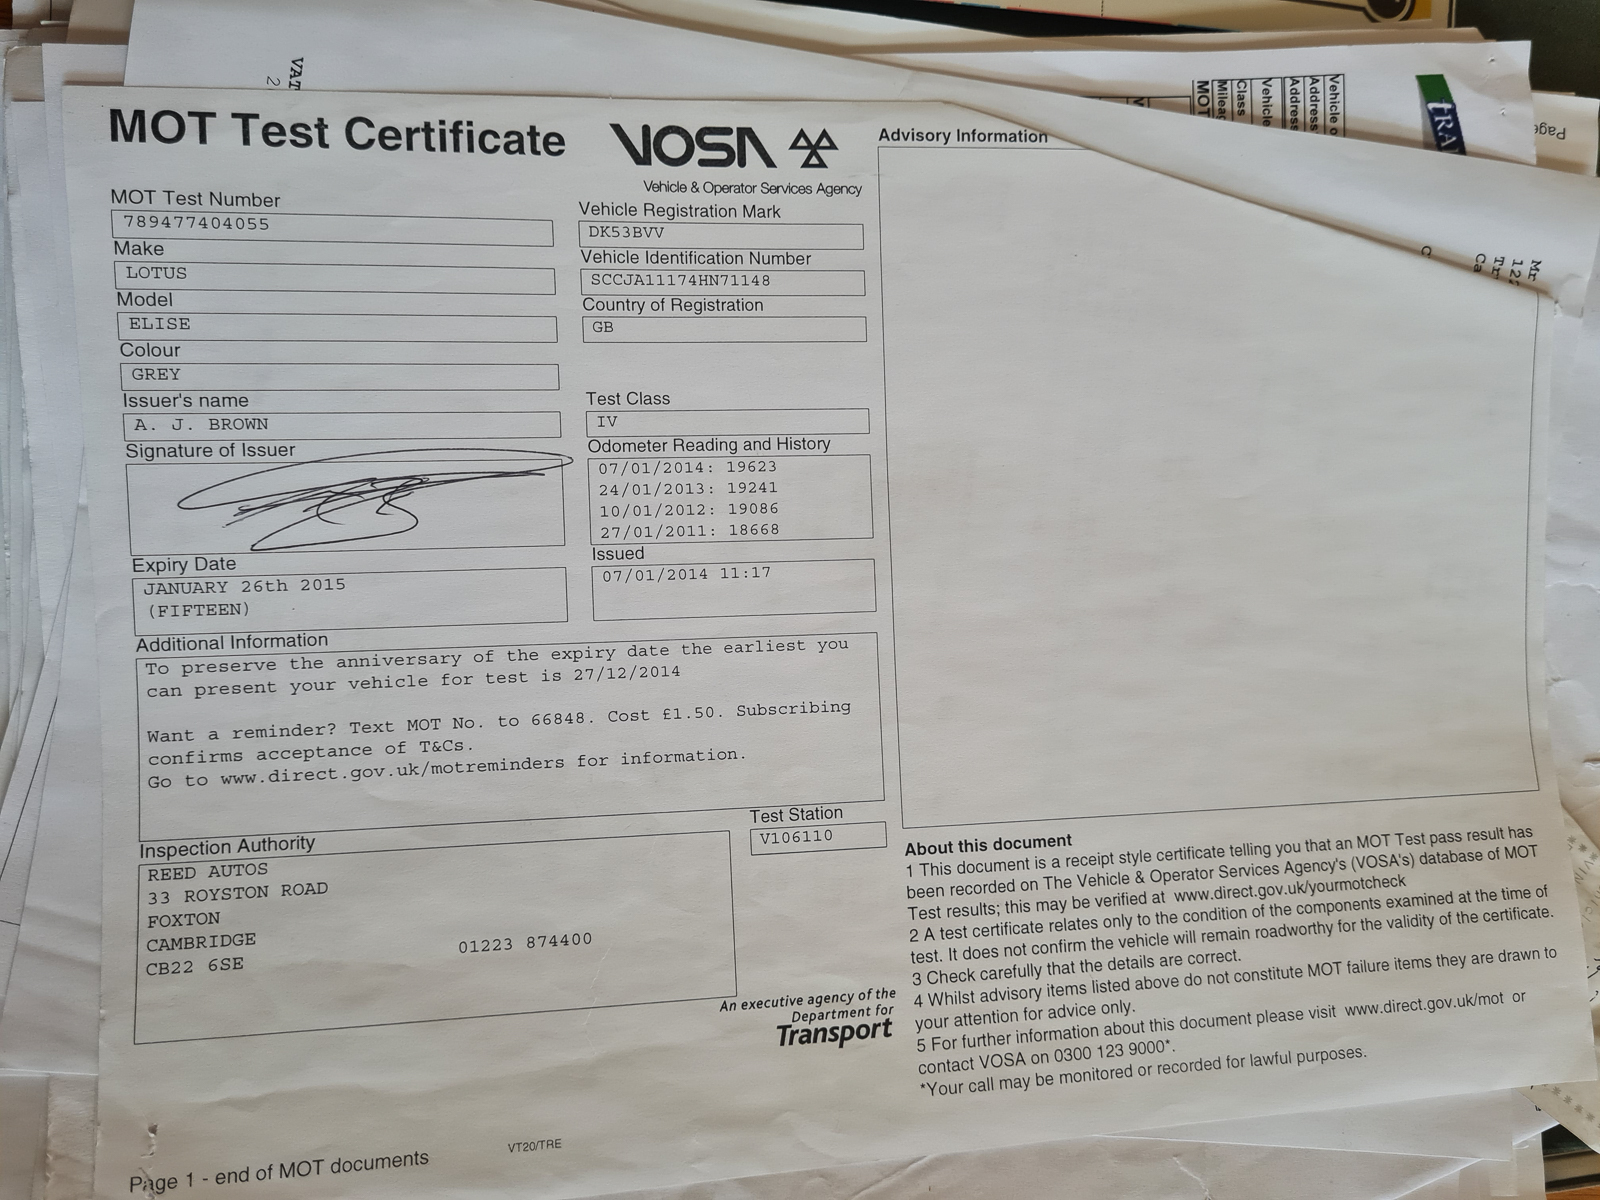 MOT Test Certificate
VOSA
Vehicle & Operator Services Agency
MOT Test Number
789477404055
Make
LOTUS
Model
ELISE
Colour
GREY
Issuer's name
A. J. BROWN
Signature of Issuer
Expiry Date
JANUARY 26th 2015
(FIFTEEN)
Vehicle Registration Mark
DK53BVV
Vehicle Identification Number
SCCJA11174HN71148
Country of Registration
GB
Test Class
IV
Odometer Reading and History
07/01/2014: 19623
24/01/2013: 19241
10/01/2012: 19086
27/01/2011: 18668
Issued
07/01/2014 11:17
Additional Information
To preserve the anniversary of the expiry date the earliest you
can present your vehicle for test is 27/12/2014
Want a reminder? Text MOT No. to 66848. Cost £1.50. Subscribing
confirms acceptance of T&Cs.
Go to www.direct.gov.uk/motreminders for information.
Test Station
V106110
Inspection Authority
REED AUTOS
33 ROYSTON ROAD
FOXTON
CAMBRIDGE
CB22 6SE
01223 874400
An executive agency of the
Department for
Transport
Page 1 - end of MOT documents
VT20/TRE
Advisory Information
About this document
1 This document is a receipt style certificate telling you that an MOT Test pass result has
been recorded on The Vehicle & Operator Services Agency's (VOSA's) database of MOT
Test results; this may be verified at www.direct.gov.uk/yourmotcheck
2 A test certificate relates only to the condition of the components examined at the time of
test. It does not confirm the vehicle will remain roadworthy for the validity of the certificate.
3 Check carefully that the details are correct.
4 Whilst advisory items listed above do not constitute MOT failure items they are drawn to
your attention for advice only.
5 For further information about this document please visit www.direct.gov.uk/mot or
contact VOSA on 0300 123 9000*.
*Your call may be monitored or recorded for lawful purposes.
VAT
2
Vehicle o
Address
Address
Vehicle
Class
Mileag
MOT
Page
Mr
12
Tr
Ca
C